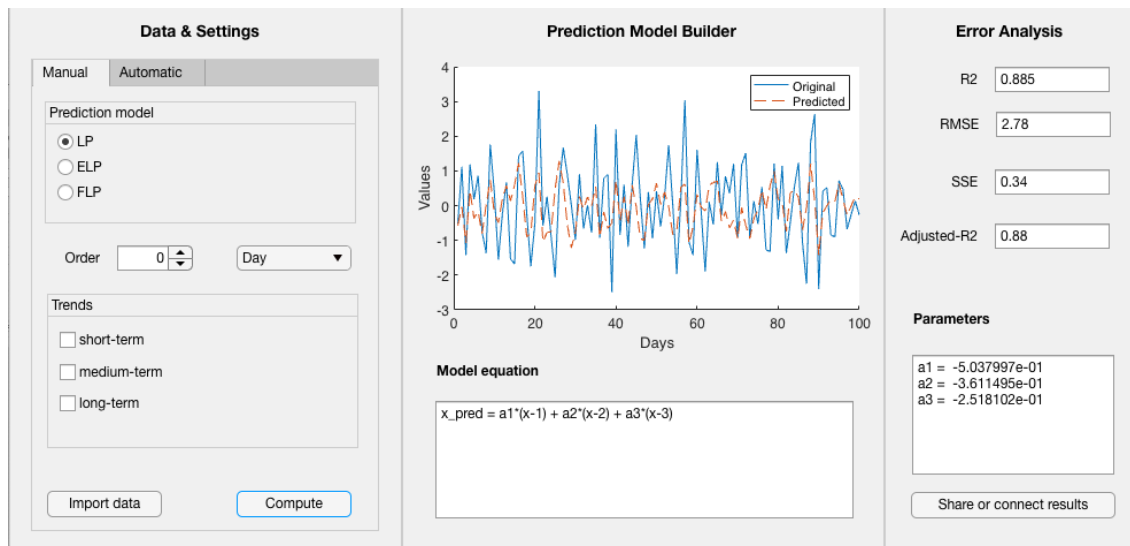 Data & Settings
Manual
Automatic
Prediction model
LP
ELP
FLP
Order
0
Day
Trends
short-term
medium-term
long-term
Import data
Compute
Prediction Model Builder
Original
Predicted
4
3
2
1
0
-1
-2
-3
Values
0
20
40
60
80
100
Days
Model equation
x_pred = a1*(x-1) + a2*(x-2) + a3*(x-3)
Error Analysis
R2
0.885
RMSE
2.78
SSE
0.34
Adjusted-R2
0.88
Parameters
a1 = -5.037997e-01
a2 = -3.611495e-01
a3 = -2.518102e-01
Share or connect results